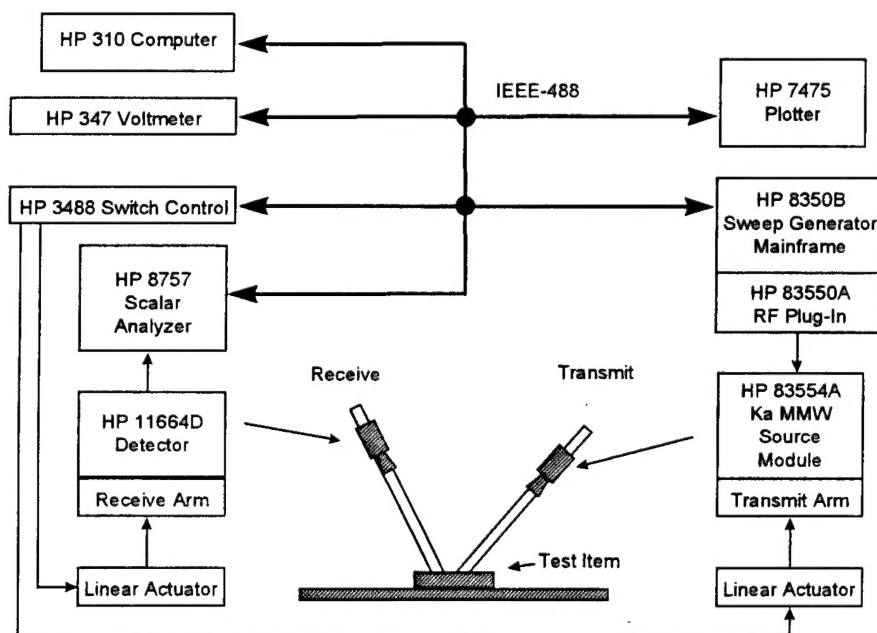 HP 310 Computer
IEEE-488
HP 7475
Plotter
HP 347 Voltmeter
HP 3488 Switch Control
HP 8350B
Sweep Generator
Mainframe
HP 8757
Scalar
Analyzer
HP 83550A
RF Plug-In
Receive
Transmit
HP 11664D
Detector
HP 83554A
Ka MMW
Source
Module
Receive Arm
Transmit Arm
Test Item
Linear Actuator
Linear Actuator